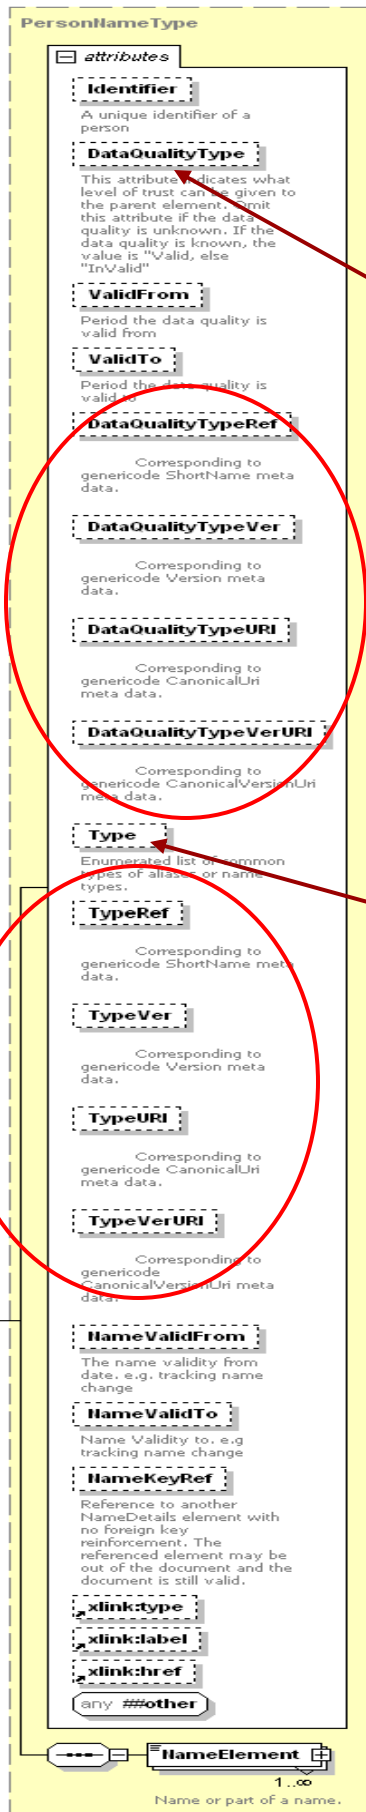 PersonNameType
attributes
Identifier
A unique identifier of a
person
DataQualityType
This attribute indicates what
level of trust can be given to
the parent element. Omit
this attribute if the data
quality is unknown. If the
data quality is known, the
value is "Valid, else
"InValid"
ValidFrom
Period the data quality is
valid from
ValidTo
Period the data quality is
valid to
DataQualityTypeRef
Corresponding to
genericode ShortName meta
data.
DataQualityTypeVer
Corresponding to
genericode Version meta
data.
DataQualityTypeURI
Corresponding to
genericode CanonicalUri
meta data.
DataQualityTypeVerURI
Corresponding to
genericode CanonicalVersionUri
meta data.
Type
Enumerated list of common
types of aliases or name
types.
TypeRef
Corresponding to
genericode ShortName meta
data.
TypeVer
Corresponding to
genericode Version meta
data.
TypeURI
Corresponding to
genericode CanonicalUri
meta data.
TypeVerURI
Corresponding to
genericode
CanonicalVersionUri meta
data.
NameValidFrom
The name validity from
date. e.g. tracking name
change
NameValidTo
Name Validity to. e.g
tracking name change
NameKeyRef
Reference to another
NameDetails element with
no foreign key
reinforcement. The
referenced element may be
out of the document and the
document is still valid.
xlink:type
xlink:label
xlink:href
any ##other
NameElement
1..∞
Name or part of a name.